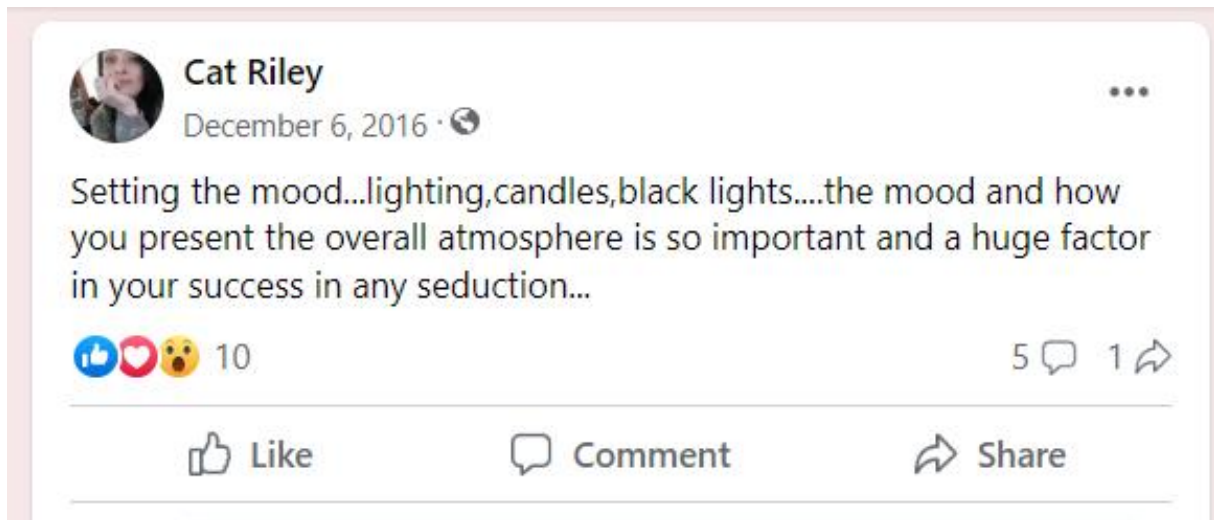 Cat Riley
December 6, 2016 ·
Setting the mood...lighting,candles,black lights....the mood and how
you present the overall atmosphere is so important and a huge factor
in your success in any seduction...
10 5 1
Like Comment Share